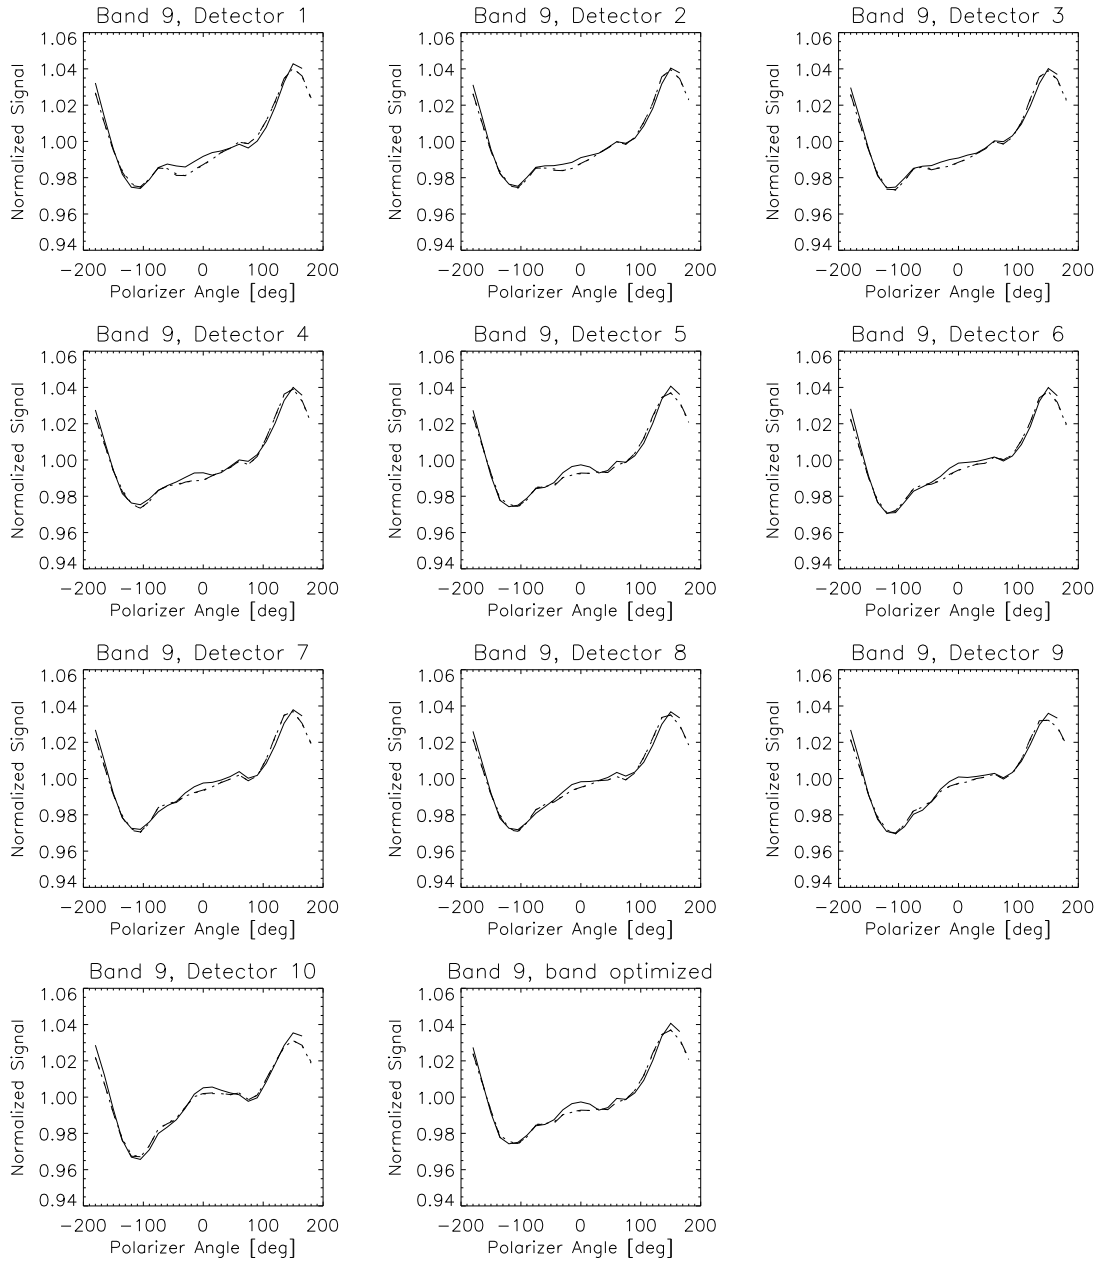 Band 9, Detector 1
Band 9, Detector 2
Band 9, Detector 3
1.06
1.04
1.02
1.00
0.98
0.96
0.94
Normalized Signal
1.06
1.04
1.02
1.00
0.98
0.96
0.94
Normalized Signal
1.06
1.04
1.02
1.00
0.98
0.96
0.94
Normalized Signal
−200 −100 0 100 200
−200 −100 0 100 200
−200 −100 0 100 200
Polarizer Angle [deg]
Polarizer Angle [deg]
Polarizer Angle [deg]
Band 9, Detector 4
Band 9, Detector 5
Band 9, Detector 6
1.06
1.04
1.02
1.00
0.98
0.96
0.94
Normalized Signal
1.06
1.04
1.02
1.00
0.98
0.96
0.94
Normalized Signal
1.06
1.04
1.02
1.00
0.98
0.96
0.94
Normalized Signal
−200 −100 0 100 200
−200 −100 0 100 200
−200 −100 0 100 200
Polarizer Angle [deg]
Polarizer Angle [deg]
Polarizer Angle [deg]
Band 9, Detector 7
Band 9, Detector 8
Band 9, Detector 9
1.06
1.04
1.02
1.00
0.98
0.96
0.94
Normalized Signal
1.06
1.04
1.02
1.00
0.98
0.96
0.94
Normalized Signal
1.06
1.04
1.02
1.00
0.98
0.96
0.94
Normalized Signal
−200 −100 0 100 200
−200 −100 0 100 200
−200 −100 0 100 200
Polarizer Angle [deg]
Polarizer Angle [deg]
Polarizer Angle [deg]
Band 9, Detector 10
Band 9, band optimized
1.06
1.04
1.02
1.00
0.98
0.96
0.94
Normalized Signal
1.06
1.04
1.02
1.00
0.98
0.96
0.94
Normalized Signal
−200 −100 0 100 200
−200 −100 0 100 200
Polarizer Angle [deg]
Polarizer Angle [deg]